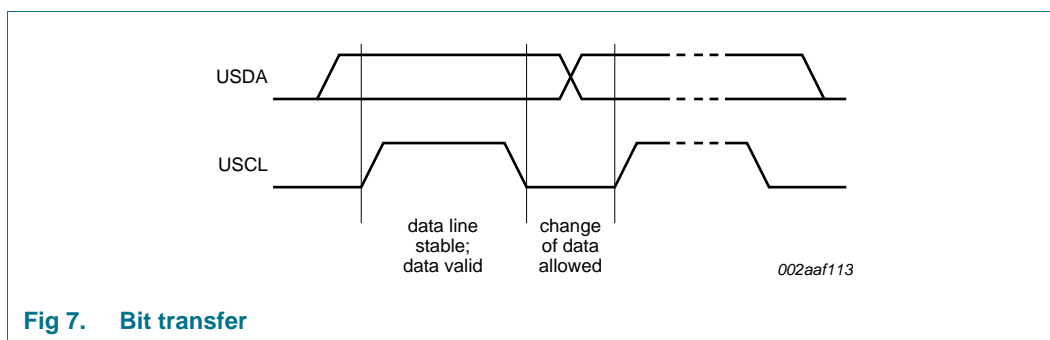 USDA
USCL
data line
stable;
data valid
change
of data
allowed
002aaf113
Fig 7. Bit transfer